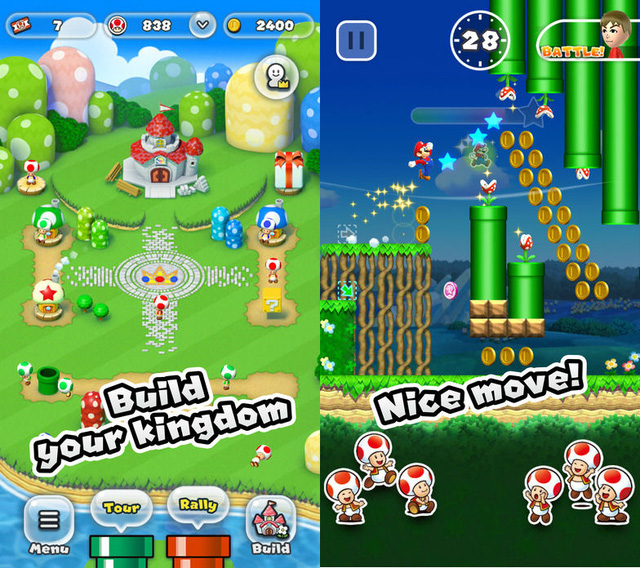 7
838
2400
Build
your kingdom
Menu
Tour
Rally
Build
28
BATTLE!
?
Nice move!